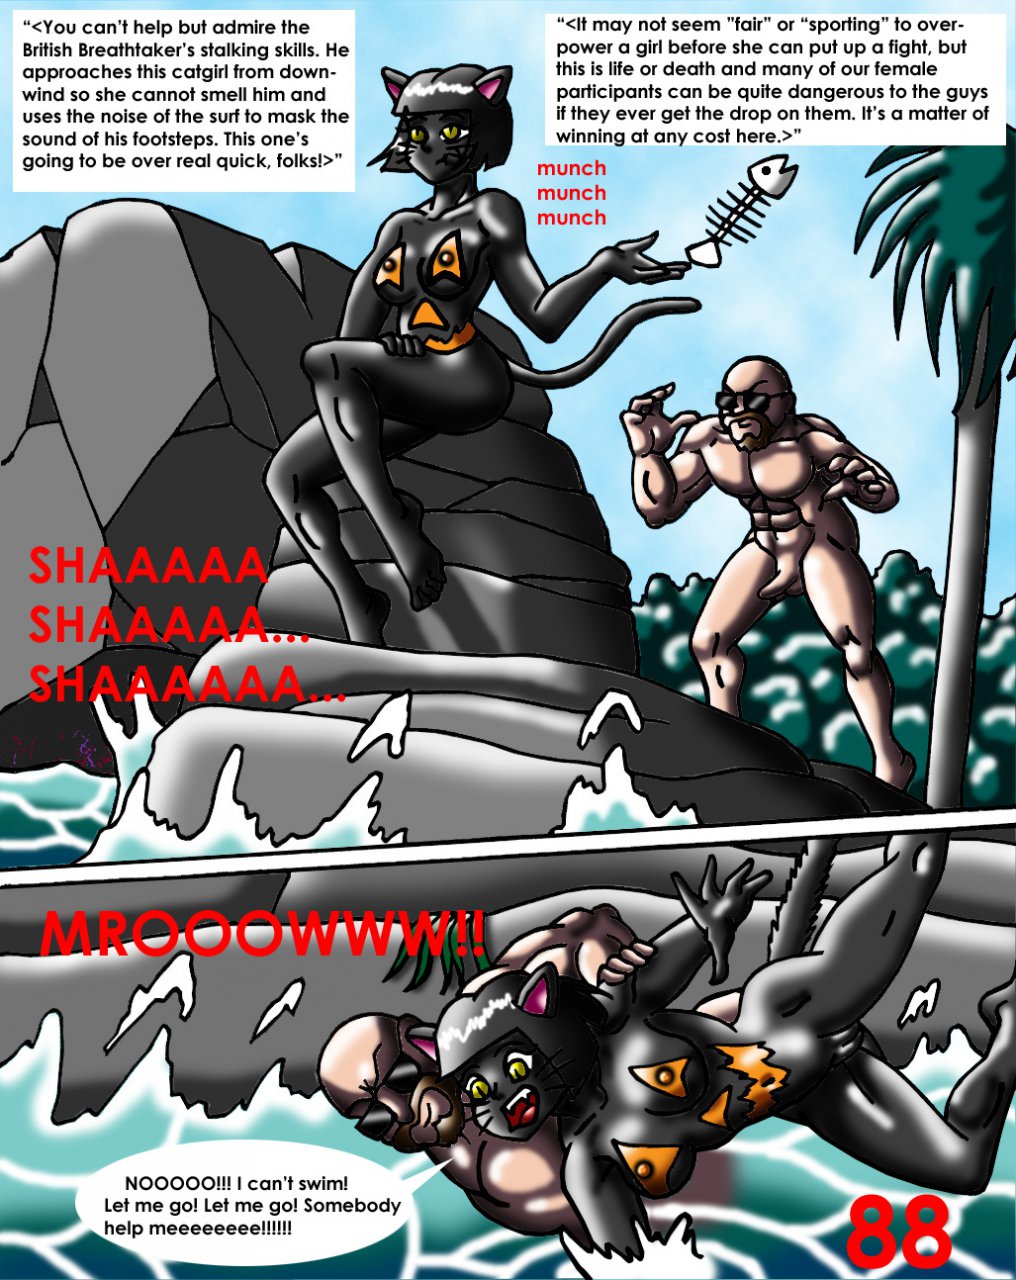 “<You can’t help but admire the
British Breathtaker’s stalking skills. He
approaches this catgirl from down-
wind so she cannot smell him and
uses the noise of the surf to mask the
sound of his footsteps. This one’s
going to be over real quick, folks!>”
“<It may not seem ”fair” or “sporting” to over-
power a girl before she can put up a fight, but
this is life or death and many of our female
participants can be quite dangerous to the guys
if they ever get the drop on them. It’s a matter of
winning at any cost here.>”
munch
munch
munch
SHAAAAA
SHAAAAA...
SHAAAAAA...
MROOOWWW!!
NOOOOO!!! I can’t swim!
Let me go! Let me go! Somebody
help meeeeeeee!!!!!!
88